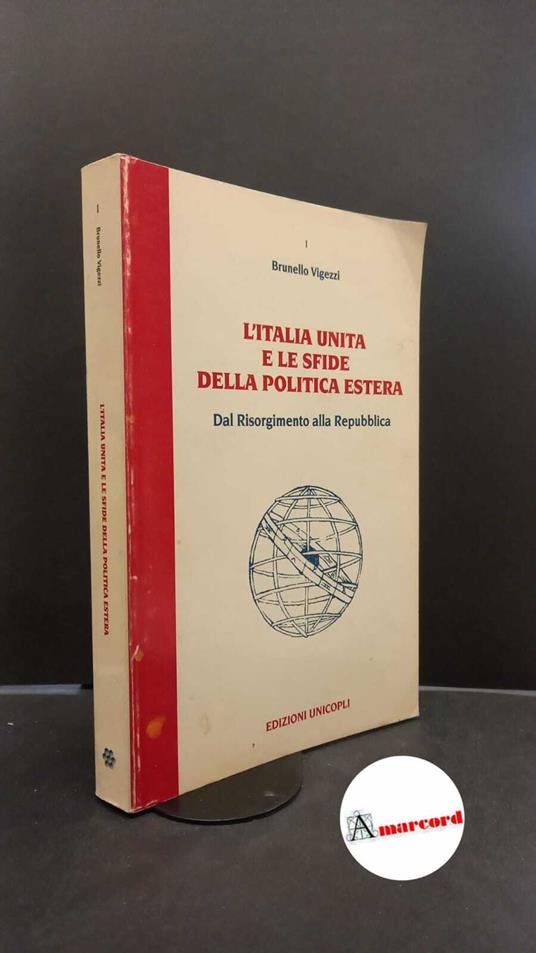 I
Brunello Vigezzi
L'ITALIA UNITA
E LE SFIDE
DELLA POLITICA ESTERA
Dal Risorgimento alla Repubblica
EDIZIONI UNICOPLI
I
Brunello Vigezzi
L'ITALIA UNITA E LE SFIDE DELLA POLITICA ESTERA
Amarcord